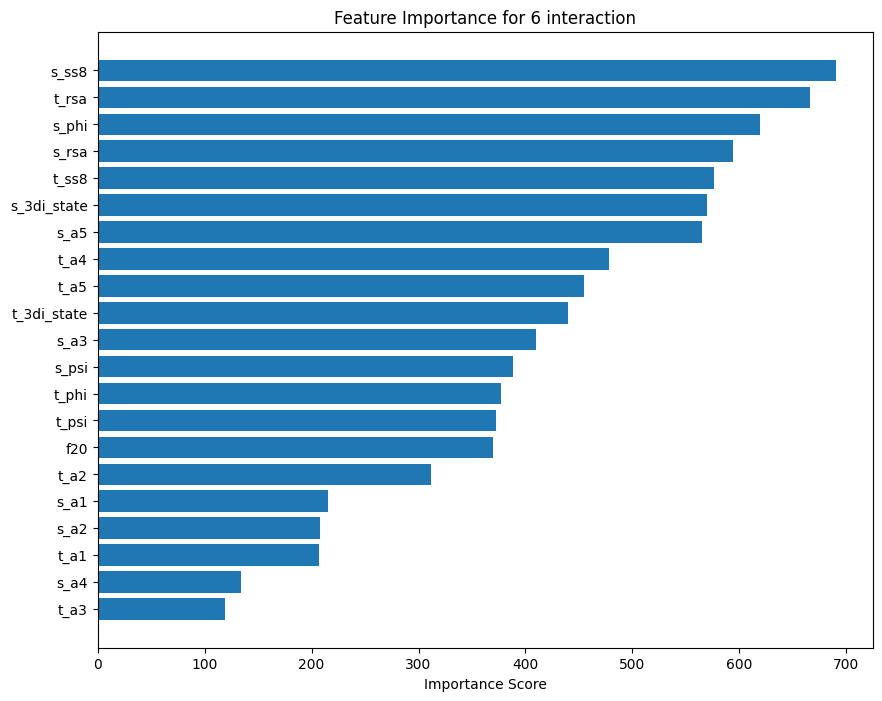 Feature Importance for 6 interaction
s_ss8
t_rsa
s_phi
s_rsa
t_ss8
s_3di_state
s_a5
t_a4
t_a5
t_3di_state
s_a3
s_psi
t_phi
t_psi
f20
t_a2
s_a1
s_a2
t_a1
s_a4
t_a3
0 100 200 300 400 500 600 700
Importance Score